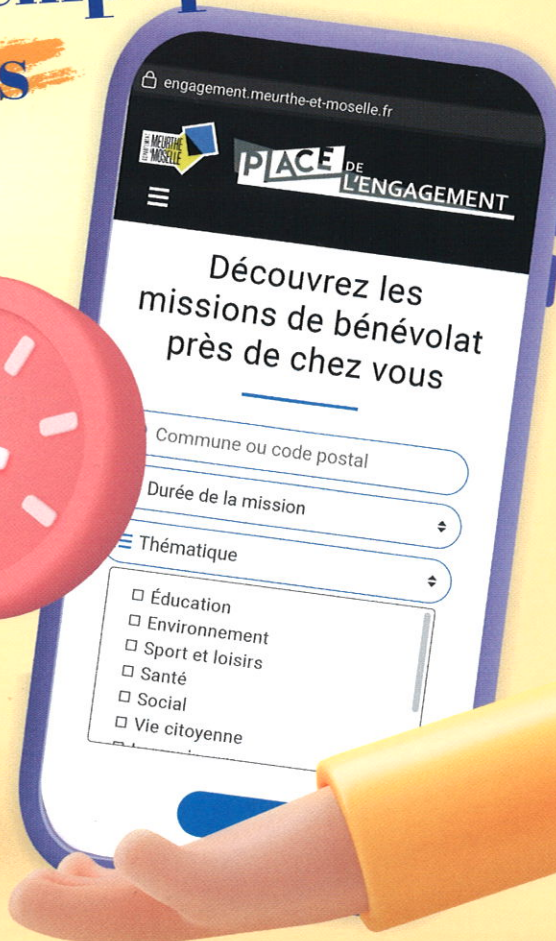 engagement.meurthe-et-moselle.fr
MEURTHE
& MOSELLE
PLACE DE
L'ENGAGEMENT
Découvrez les
missions de bénévolat
près de chez vous
Commune ou code postal
Durée de la mission
Thématique
Éducation
Environnement
Sport et loisirs
Santé
Social
Vie citoyenne